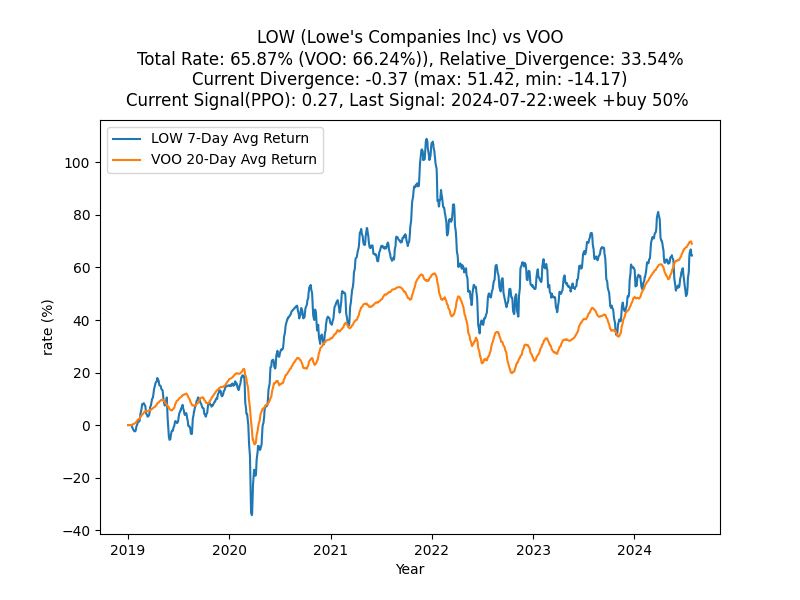 LOW (Lowe's Companies Inc) vs VOO
Total Rate: 65.87% (VOO: 66.24%)), Relative_Divergence: 33.54%
Current Divergence: -0.37 (max: 51.42, min: -14.17)
Current Signal(PPO): 0.27, Last Signal: 2024-07-22:week +buy 50%
LOW 7-Day Avg Return
VOO 20-Day Avg Return
100
80
60
40
20
0
−20
−40
rate (%)
2019 2020 2021 2022 2023 2024
Year